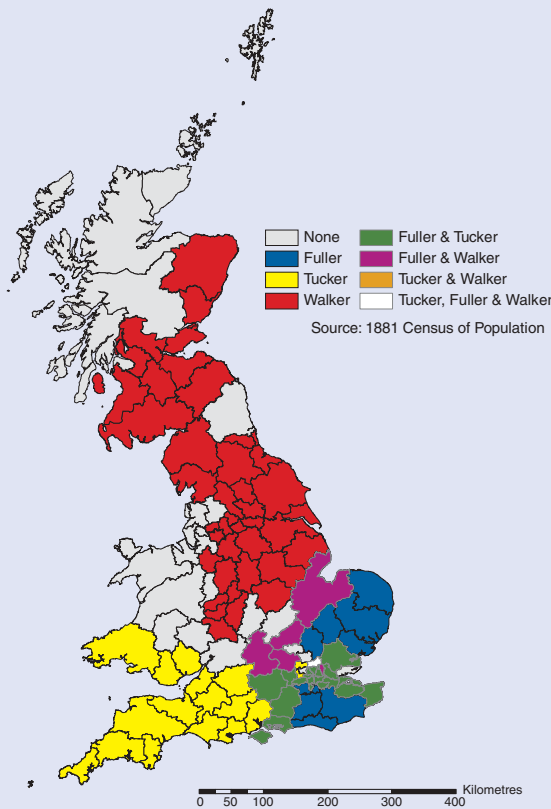 None
Fuller
Tucker
Walker
Fuller & Tucker
Fuller & Walker
Tucker & Walker
Tucker, Fuller & Walker
Source: 1881 Census of Population
Kilometres
0 50 100 200 300 400